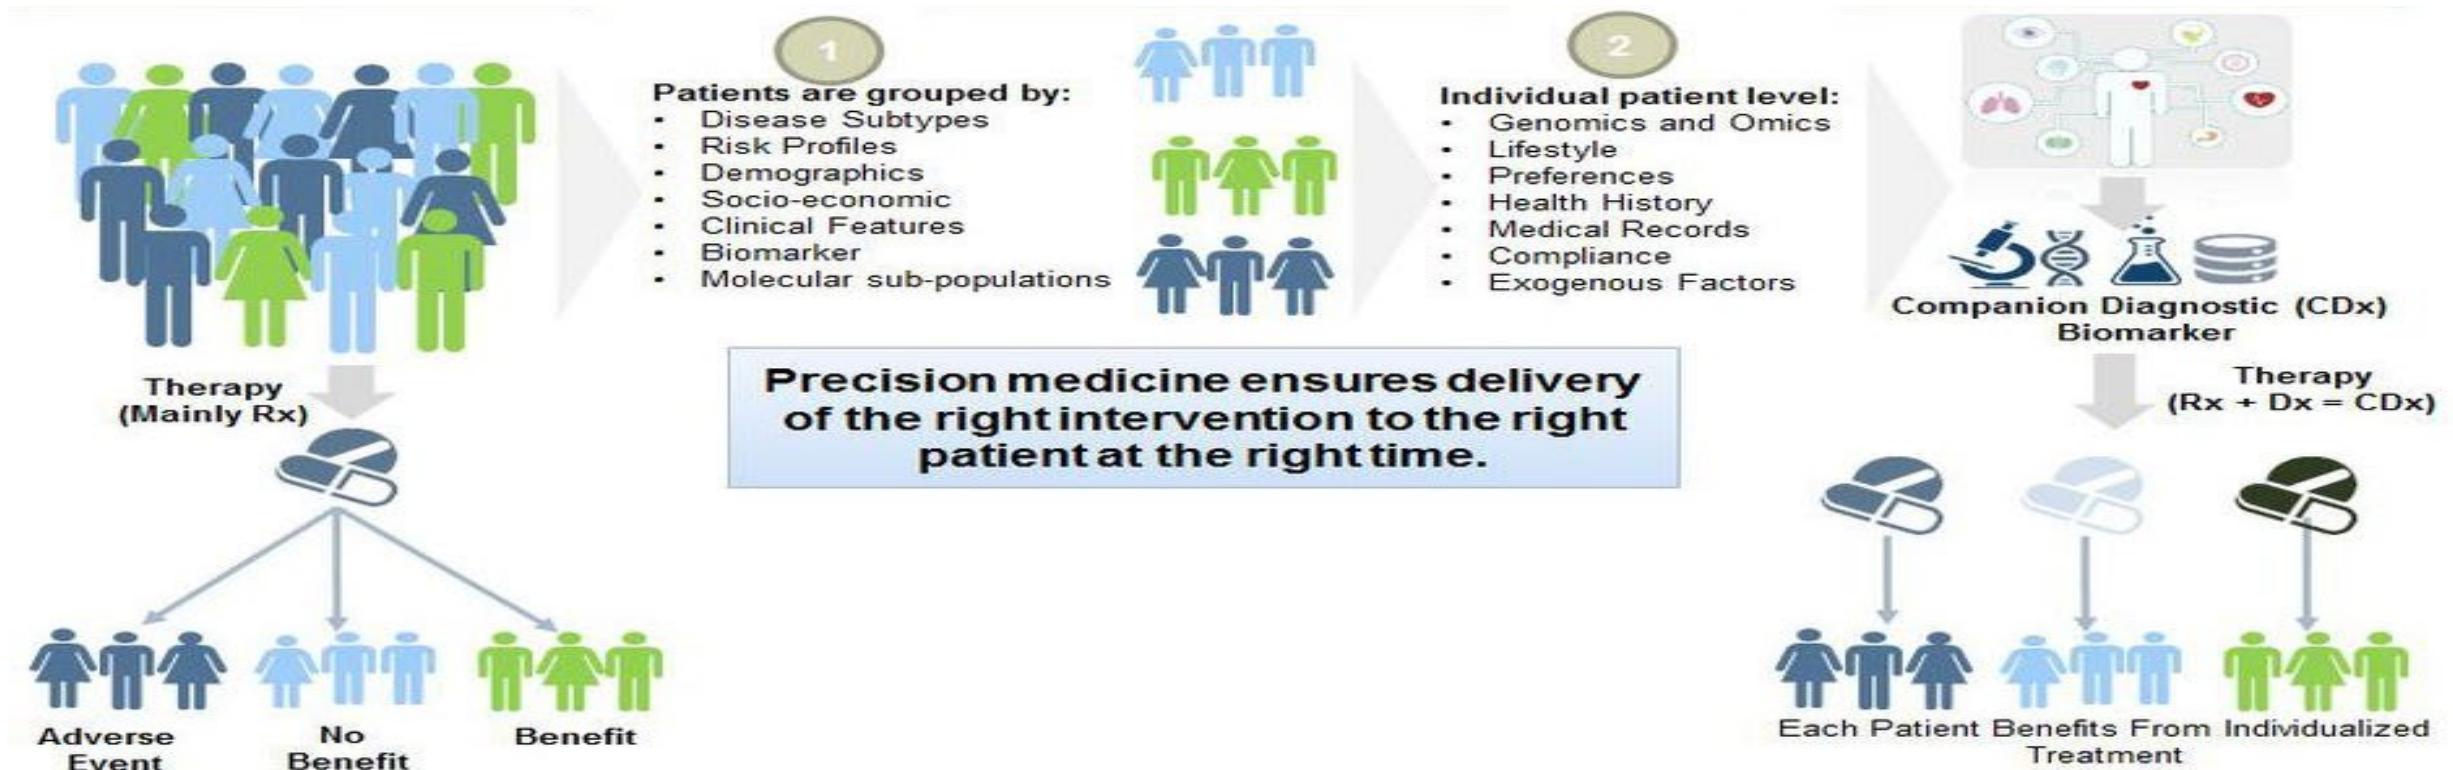 1
Patients are grouped by:
• Disease Subtypes
• Risk Profiles
• Demographics
• Socio-economic
• Clinical Features
• Biomarker
• Molecular sub-populations
2
Individual patient level:
• Genomics and Omics
• Lifestyle
• Preferences
• Health History
• Medical Records
• Compliance
• Exogenous Factors
Companion Diagnostic (CDx)
Biomarker
Therapy
(Mainly Rx)
Precision medicine ensures delivery
of the right intervention to the right
patient at the right time.
Therapy
(Rx + Dx = CDx)
Adverse
Event
No
Benefit
Benefit
Each Patient Benefits From Individualized
Treatment